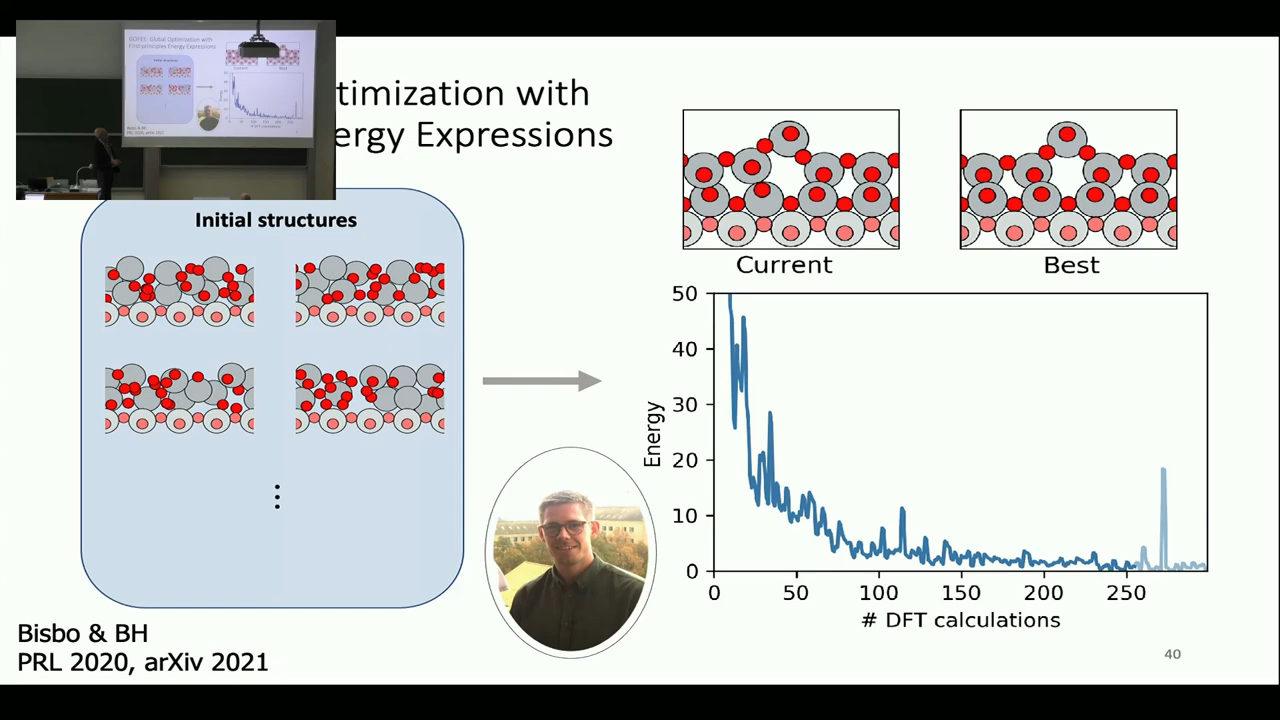 GOFEE: Global Optimization with
First-principles Energy Expressions
timization with
ergy Expressions
Initial structures
Current
Best
50
40
30
20
10
0
Energy
0 50 100 150 200 250
# DFT calculations
Bisbo & BH
PRL 2020, arXiv 2021
40